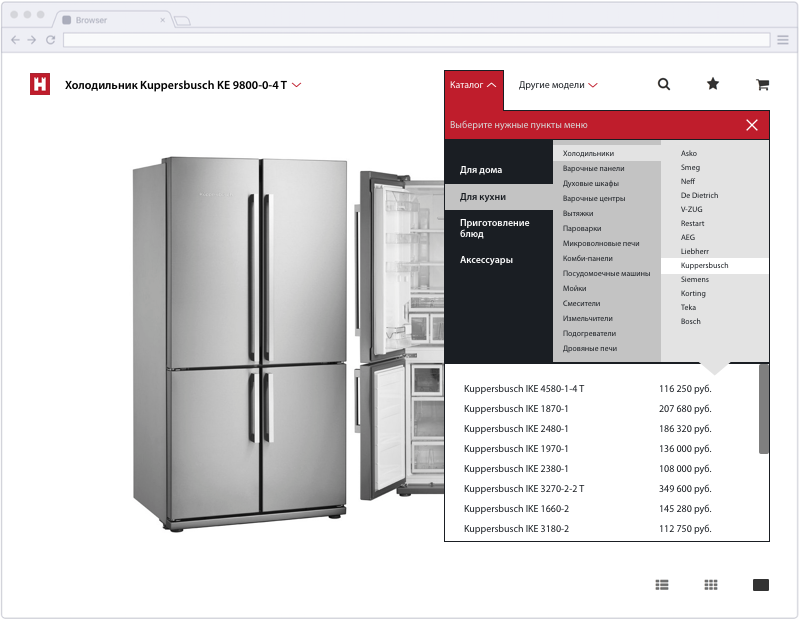 Browser
Холодильник Kuppersbusch KE 9800-0-4 T
Каталог
Другие модели
Выберите нужные пункты меню
Для дома
Для кухни
Приготовление
блюд
Аксессуары
Холодильники
Варочные панели
Духовые шкафы
Варочные центры
Вытяжки
Пароварки
Микроволновые печи
Комби-панели
Посудомоечные машины
Мойки
Смесители
Измельчители
Подогреватели
Дровяные печи
Asko
Smeg
Neff
De Dietrich
V-ZUG
Restart
AEG
Liebherr
Kuppersbusch
Siemens
Korting
Teka
Bosch
Kuppersbusch IKE 4580-1-4 T 116 250 руб.
Kuppersbusch IKE 1870-1 207 680 руб.
Kuppersbusch IKE 2480-1 186 320 руб.
Kuppersbusch IKE 1970-1 136 000 руб.
Kuppersbusch IKE 2380-1 108 000 руб.
Kuppersbusch IKE 3270-2-2 T 349 600 руб.
Kuppersbusch IKE 1660-2 145 280 руб.
Kuppersbusch IKE 3180-2 112 750 руб.